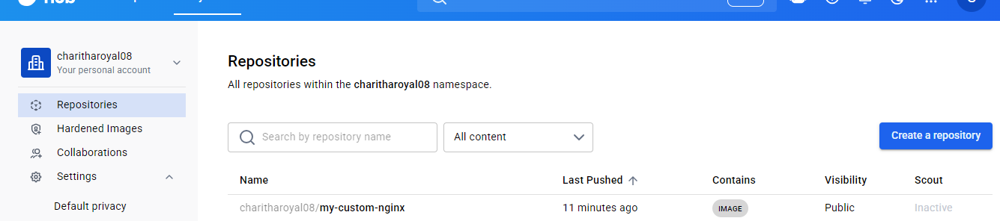 charitharoyal08
Your personal account
Repositories
Hardened Images
Collaborations
Settings
Default privacy
Repositories
All repositories within the charitharoyal08 namespace.
Search by repository name
All content
Create a repository
Name Last Pushed Contains Visibility Scout
charitharoyal08/my-custom-nginx 11 minutes ago IMAGE Public Inactive